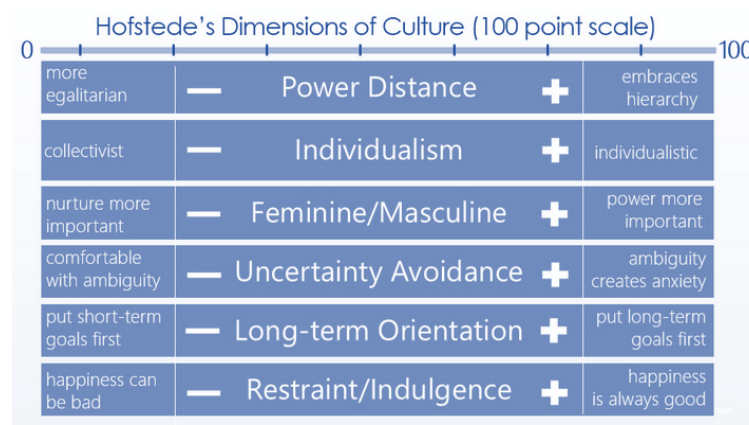 Hofstede's Dimensions of Culture (100 point scale)
0 100
more
egalitarian
— Power Distance +
embraces
hierarchy
collectivist
— Individualism +
individualistic
nurture more
important
— Feminine/Masculine +
power more
important
comfortable
with ambiguity
— Uncertainty Avoidance +
ambiguity
creates anxiety
put short-term
goals first
— Long-term Orientation +
put long-term
goals first
happiness can
be bad
— Restraint/Indulgence +
happiness
is always good